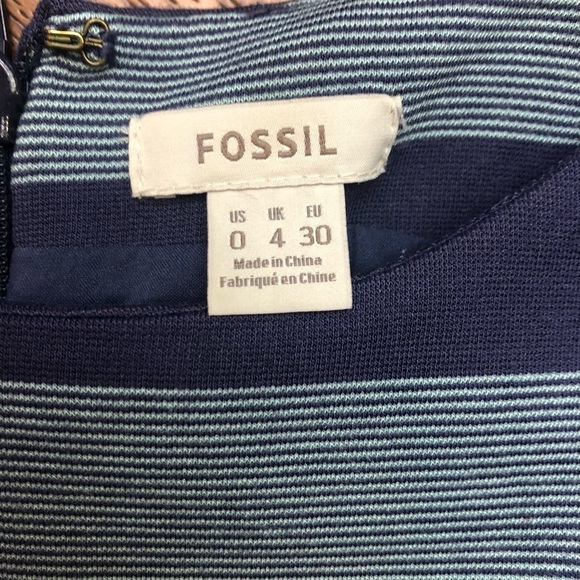 FOSSIL
US UK EU
0 4 30
Made in China
Fabriqué en Chine